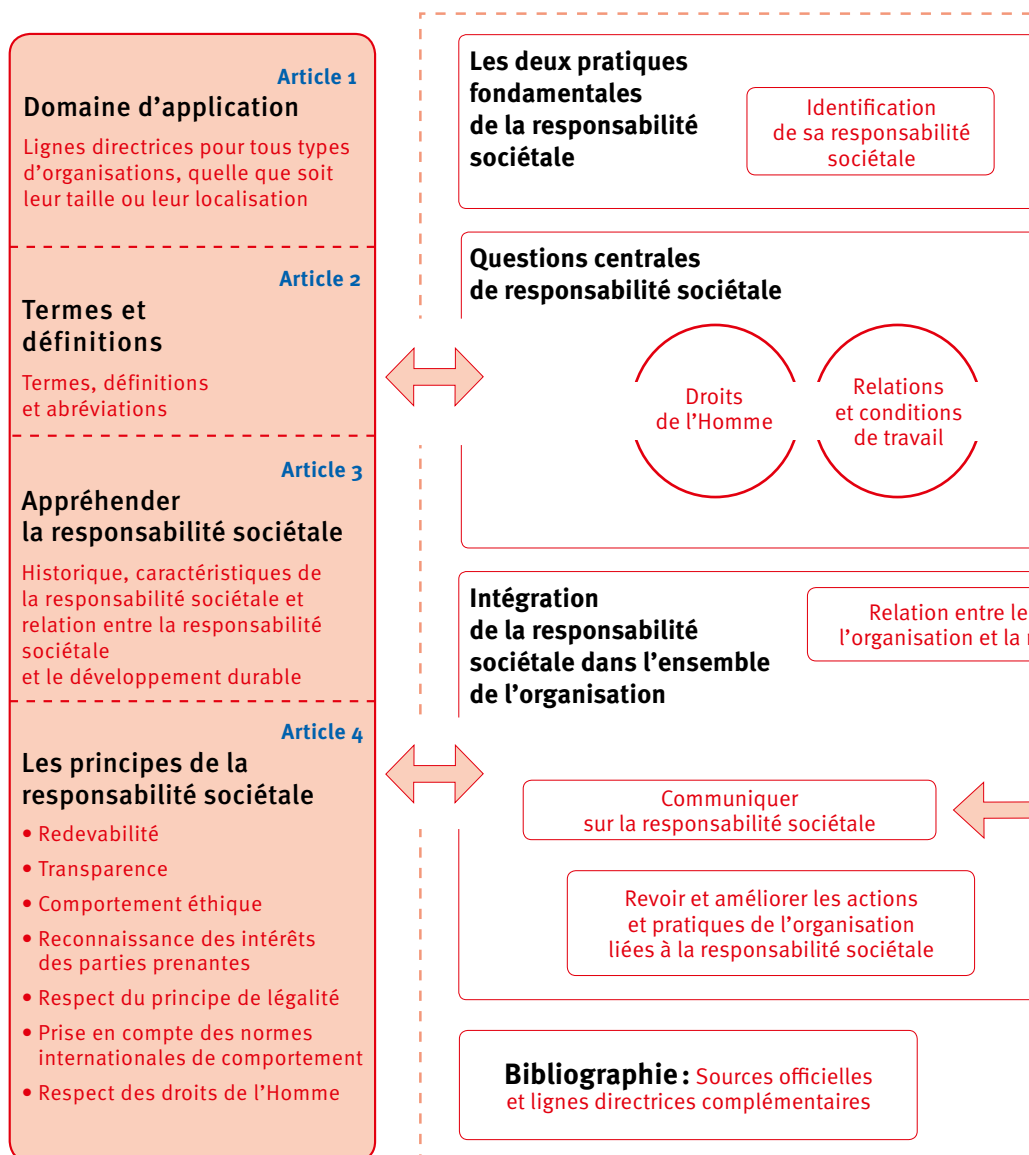 Article 1
Domaine d’application
Lignes directrices pour tous types
d’organisations, quelle que soit
leur taille ou leur localisation
Article 2
Termes et
définitions
Termes, définitions
et abréviations
Article 3
Appréhender
la responsabilité sociétale
Historique, caractéristiques de
la responsabilité sociétale et
relation entre la responsabilité
sociétale
et le développement durable
Article 4
Les principes de la
responsabilité sociétale
• Redevabilité
• Transparence
• Comportement éthique
• Reconnaissance des intérêts
des parties prenantes
• Respect du principe de légalité
• Prise en compte des normes
internationales de comportement
• Respect des droits de l’Homme
Les deux pratiques
fondamentales
de la responsabilité
sociétale
Identification
de sa responsabilité
sociétale
Questions centrales
de responsabilité sociétale
Droits
de l’Homme
Relations
et conditions
de travail
Intégration
de la responsabilité
sociétale dans l’ensemble
de l’organisation
Relation entre le
l’organisation et la
Communiquer
sur la responsabilité sociétale
Revoir et améliorer les actions
et pratiques de l’organisation
liées à la responsabilité sociétale
Bibliographie : Sources officielles
et lignes directrices complémentaires